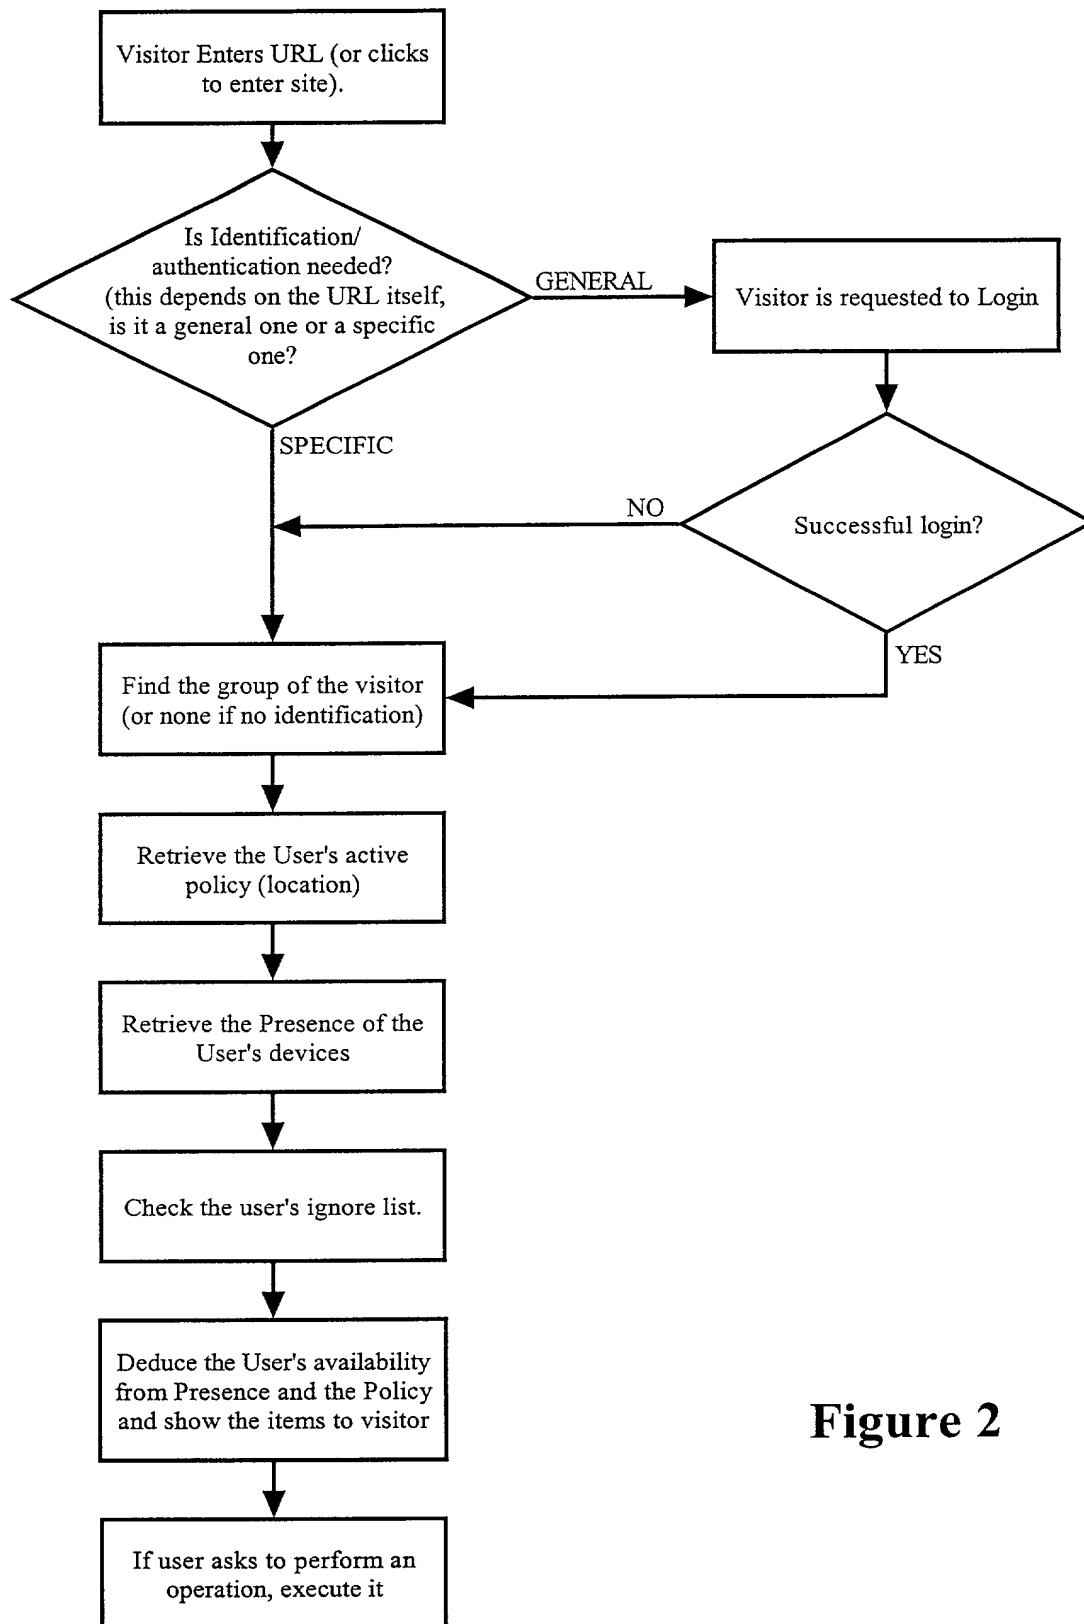 Visitor Enters URL (or clicks
to enter site).
Is Identification/
authentication needed?
(this depends on the URL itself,
is it a general one or a specific
one?
GENERAL
Visitor is requested to Login
SPECIFIC
NO
Successful login?
YES
Find the group of the visitor
(or none if no identification)
Retrieve the User's active
policy (location)
Retrieve the Presence of the
User's devices
Check the user's ignore list.
Deduce the User's availability
from Presence and the Policy
and show the items to visitor
Figure 2
If user asks to perform an
operation, execute it